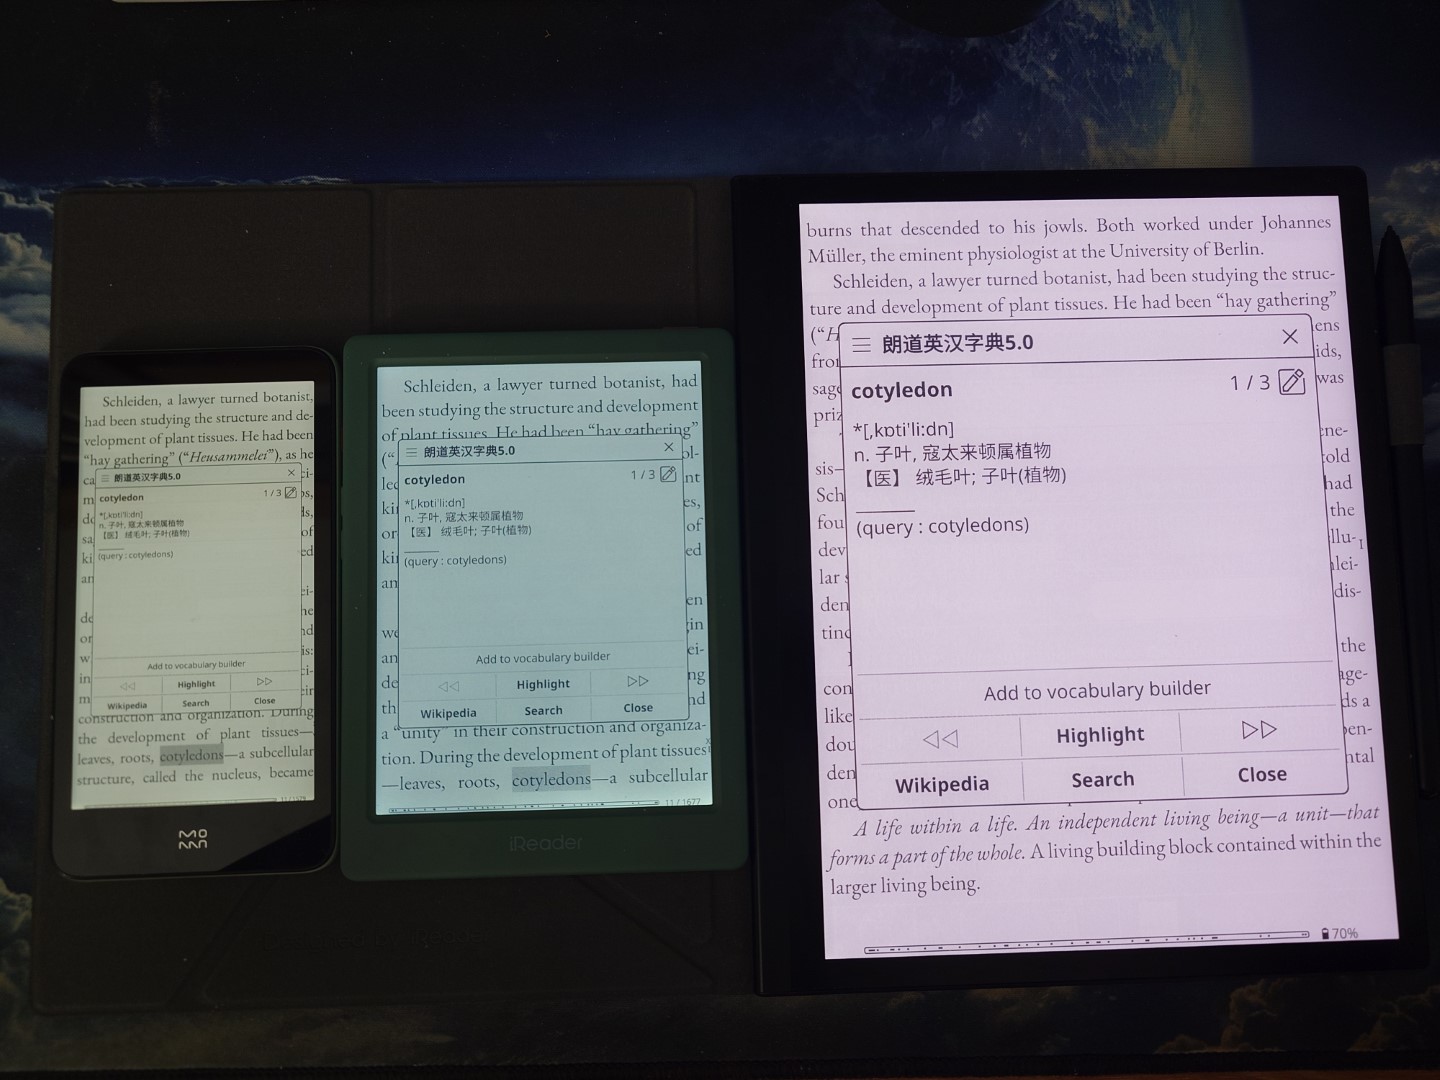 Schleiden, a lawyer turned botanist,
had been studying the structure and de-
velopment of plant tissues. He had been
“hay gathering” (“Heusammelei”), as he
朗道英汉字典5.0
cotyledon
1 / 3
*[,kɒti'li:dn]
n. 子叶, 寇太来顿属植物
【医】 绒毛叶; 子叶(植物)
(query : cotyledons)
Add to vocabulary builder
Highlight
Wikipedia
Search
Close
construction and organization. During
the development of plant tissues—
leaves, roots, cotyledons—a subcellular
structure, called the nucleus, became
Schleiden, a lawyer turned botanist, had
been studying the structure and development
of plant tissues. He had been “hay gathering”
朗道英汉字典5.0
cotyledon
1 / 3
*[,kɒti'li:dn]
n. 子叶, 寇太来顿属植物
【医】 绒毛叶; 子叶(植物)
(query : cotyledons)
Add to vocabulary builder
Highlight
Wikipedia
Search
Close
a “unity” in their construction and organiza-
tion. During the development of plant tissues
—leaves, roots, cotyledons—a subcellular
11 / 1677
iReader
burns that descended to his jowls. Both worked under Johannes
Müller, the eminent physiologist at the University of Berlin.
Schleiden, a lawyer turned botanist, had been studying the struc-
ture and development of plant tissues. He had been “hay gathering”
朗道英汉字典5.0
cotyledon
1 / 3
*[,kɒti'li:dn]
n. 子叶, 寇太来顿属植物
【医】 绒毛叶; 子叶(植物)
(query : cotyledons)
Add to vocabulary builder
Highlight
Wikipedia
Search
Close
A life within a life. An independent living being—a unit—that
forms a part of the whole. A living building block contained within the
larger living being.
70%